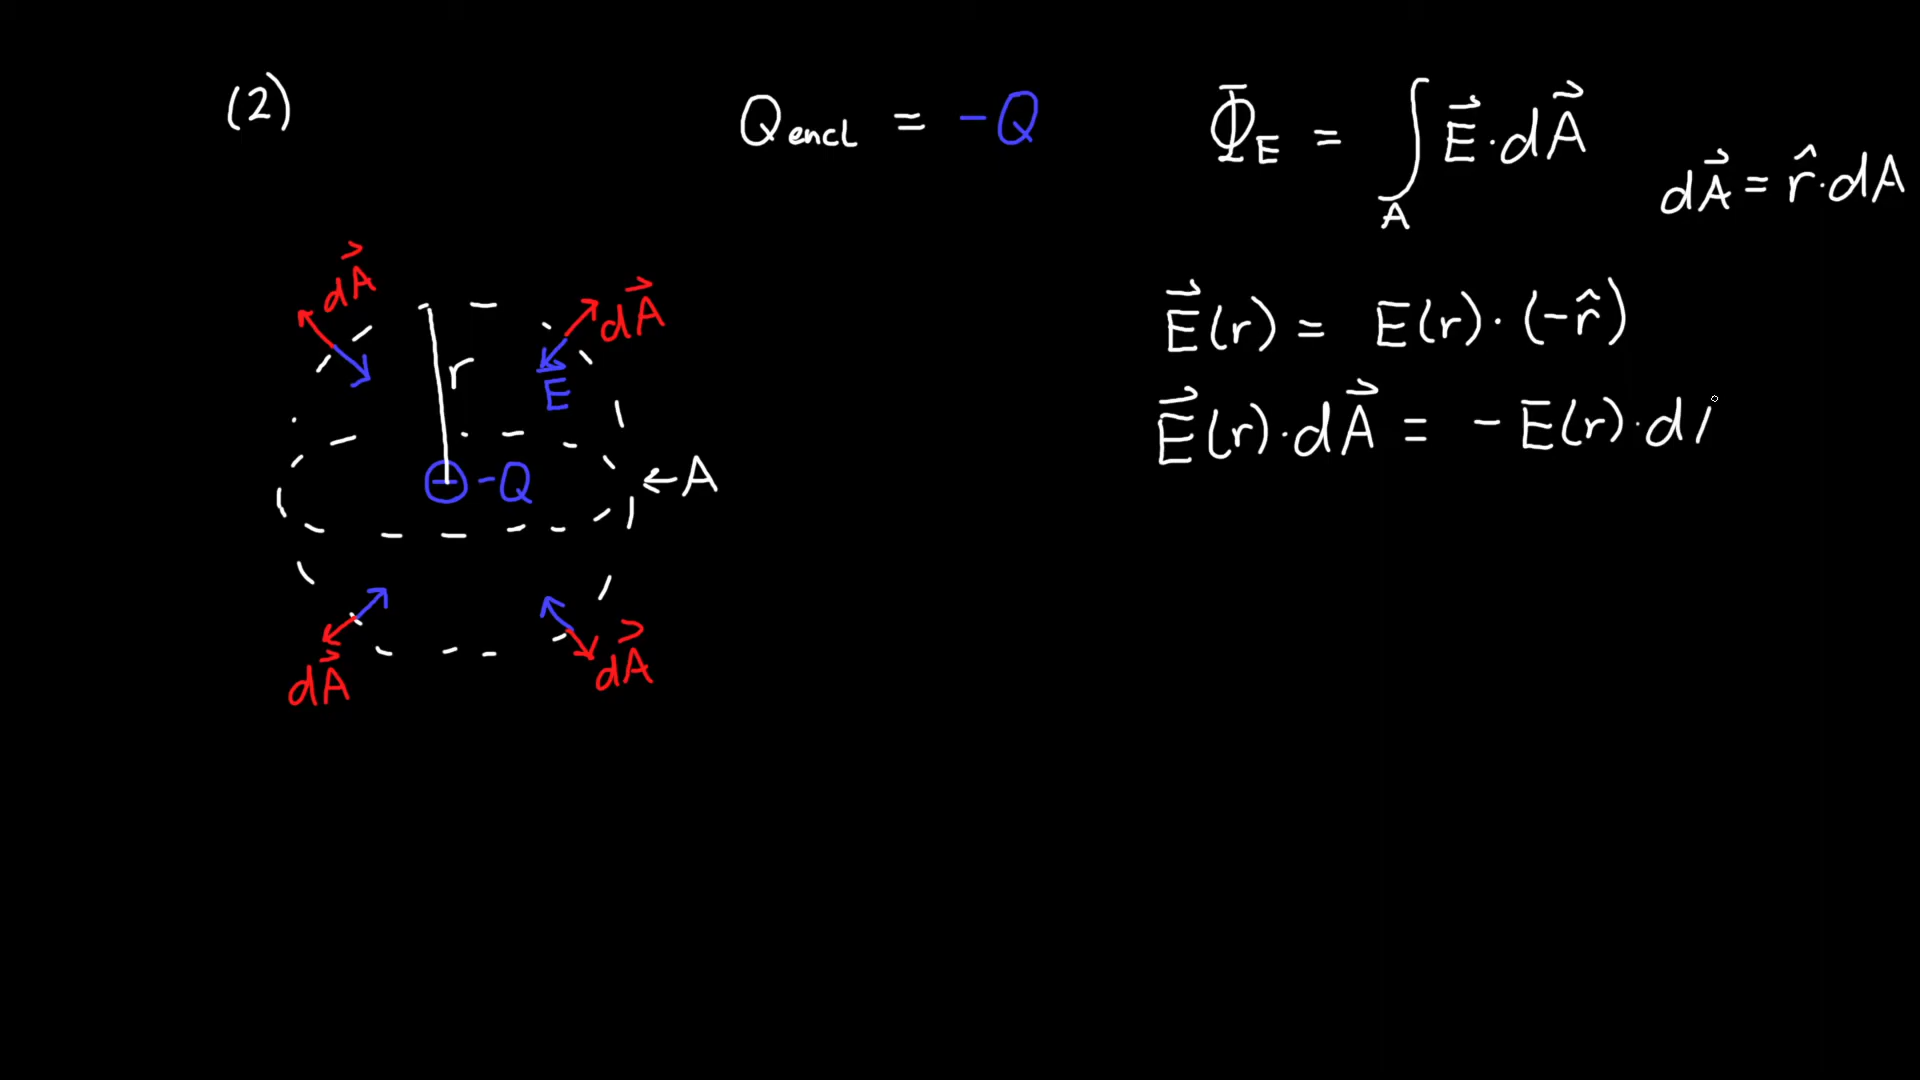 (2)
Q_encl = -Q
Φ_E = ∫_A E⃗ · dA⃗
dA⃗ = r̂ · dA
E⃗(r) = E(r) · (-r̂)
E⃗(r) · dA⃗ = - E(r) · d
dA⃗
dA⃗
r
E⃗
-Q
← A
dA⃗
dA⃗